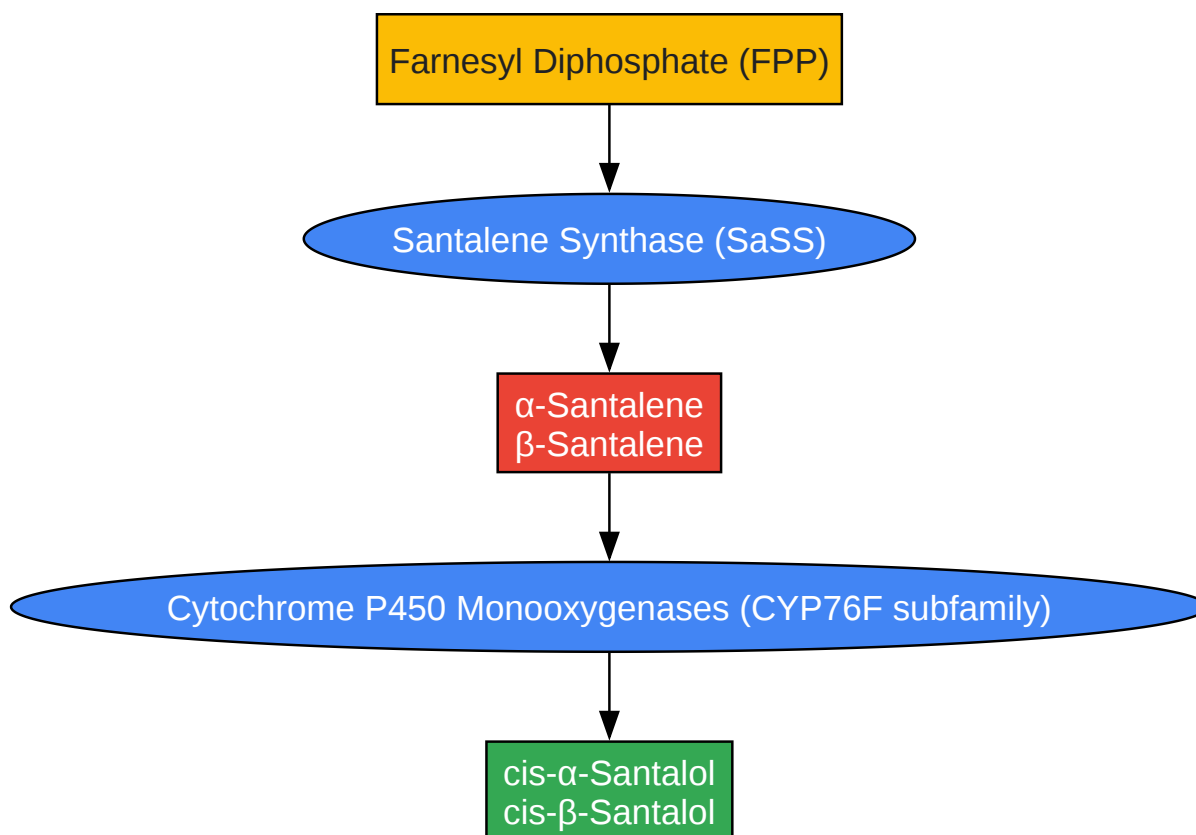 Farnesyl Diphosphate (FPP)
Santalene Synthase (SaSS)
α-Santalene
β-Santalene
Cytochrome P450 Monooxygenases (CYP76F subfamily)
cis-α-Santalol
cis-β-Santalol